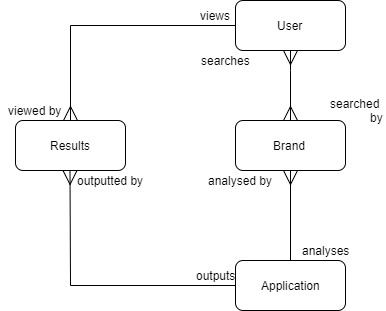 views
User
searches
viewed by
searched
by
Results
Brand
outputted by
analysed by
analyses
outputs
Application